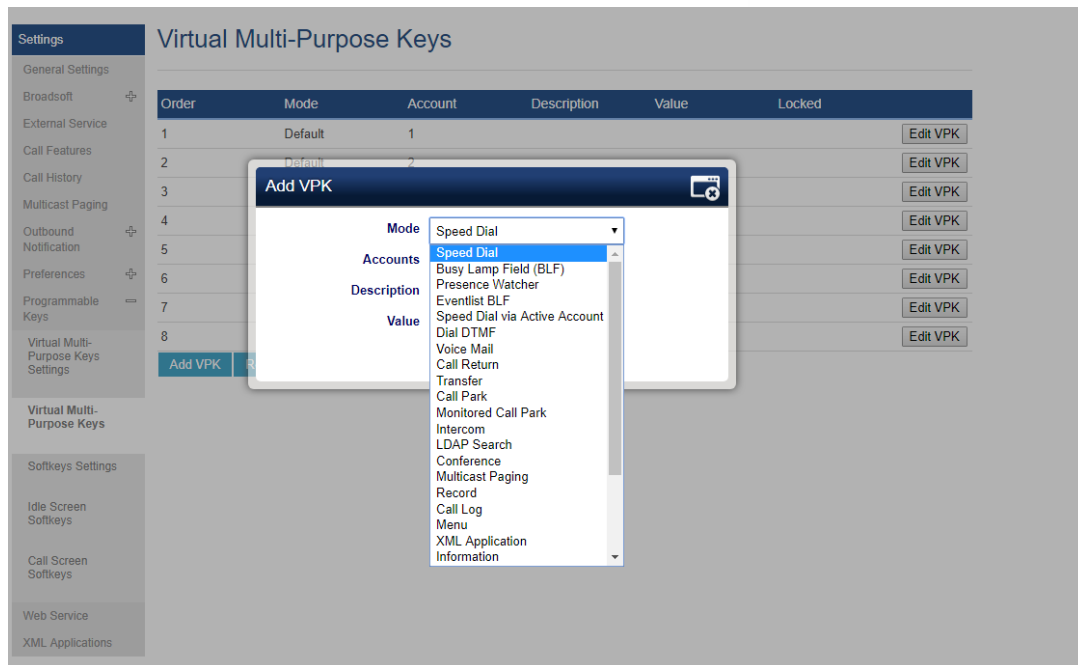 Settings
General Settings
Broadsoft
External Service
Call Features
Call History
Multicast Paging
Outbound
Notification
Preferences
Programmable
Keys
Virtual Multi-
Purpose Keys
Settings
Virtual Multi-
Purpose Keys
Softkeys Settings
Idle Screen
Softkeys
Call Screen
Softkeys
Web Service
XML Applications
Virtual Multi-Purpose Keys
Order Mode Account Description Value Locked
1 Default 1 Edit VPK
2 Default 2 Edit VPK
3 Edit VPK
4 Edit VPK
5 Edit VPK
6 Edit VPK
7 Edit VPK
8 Edit VPK
Add VPK
Add VPK
Mode Speed Dial
Accounts
Description
Value
Speed Dial
Busy Lamp Field (BLF)
Presence Watcher
Eventlist BLF
Speed Dial via Active Account
Dial DTMF
Voice Mail
Call Return
Transfer
Call Park
Monitored Call Park
Intercom
LDAP Search
Conference
Multicast Paging
Record
Call Log
Menu
XML Application
Information